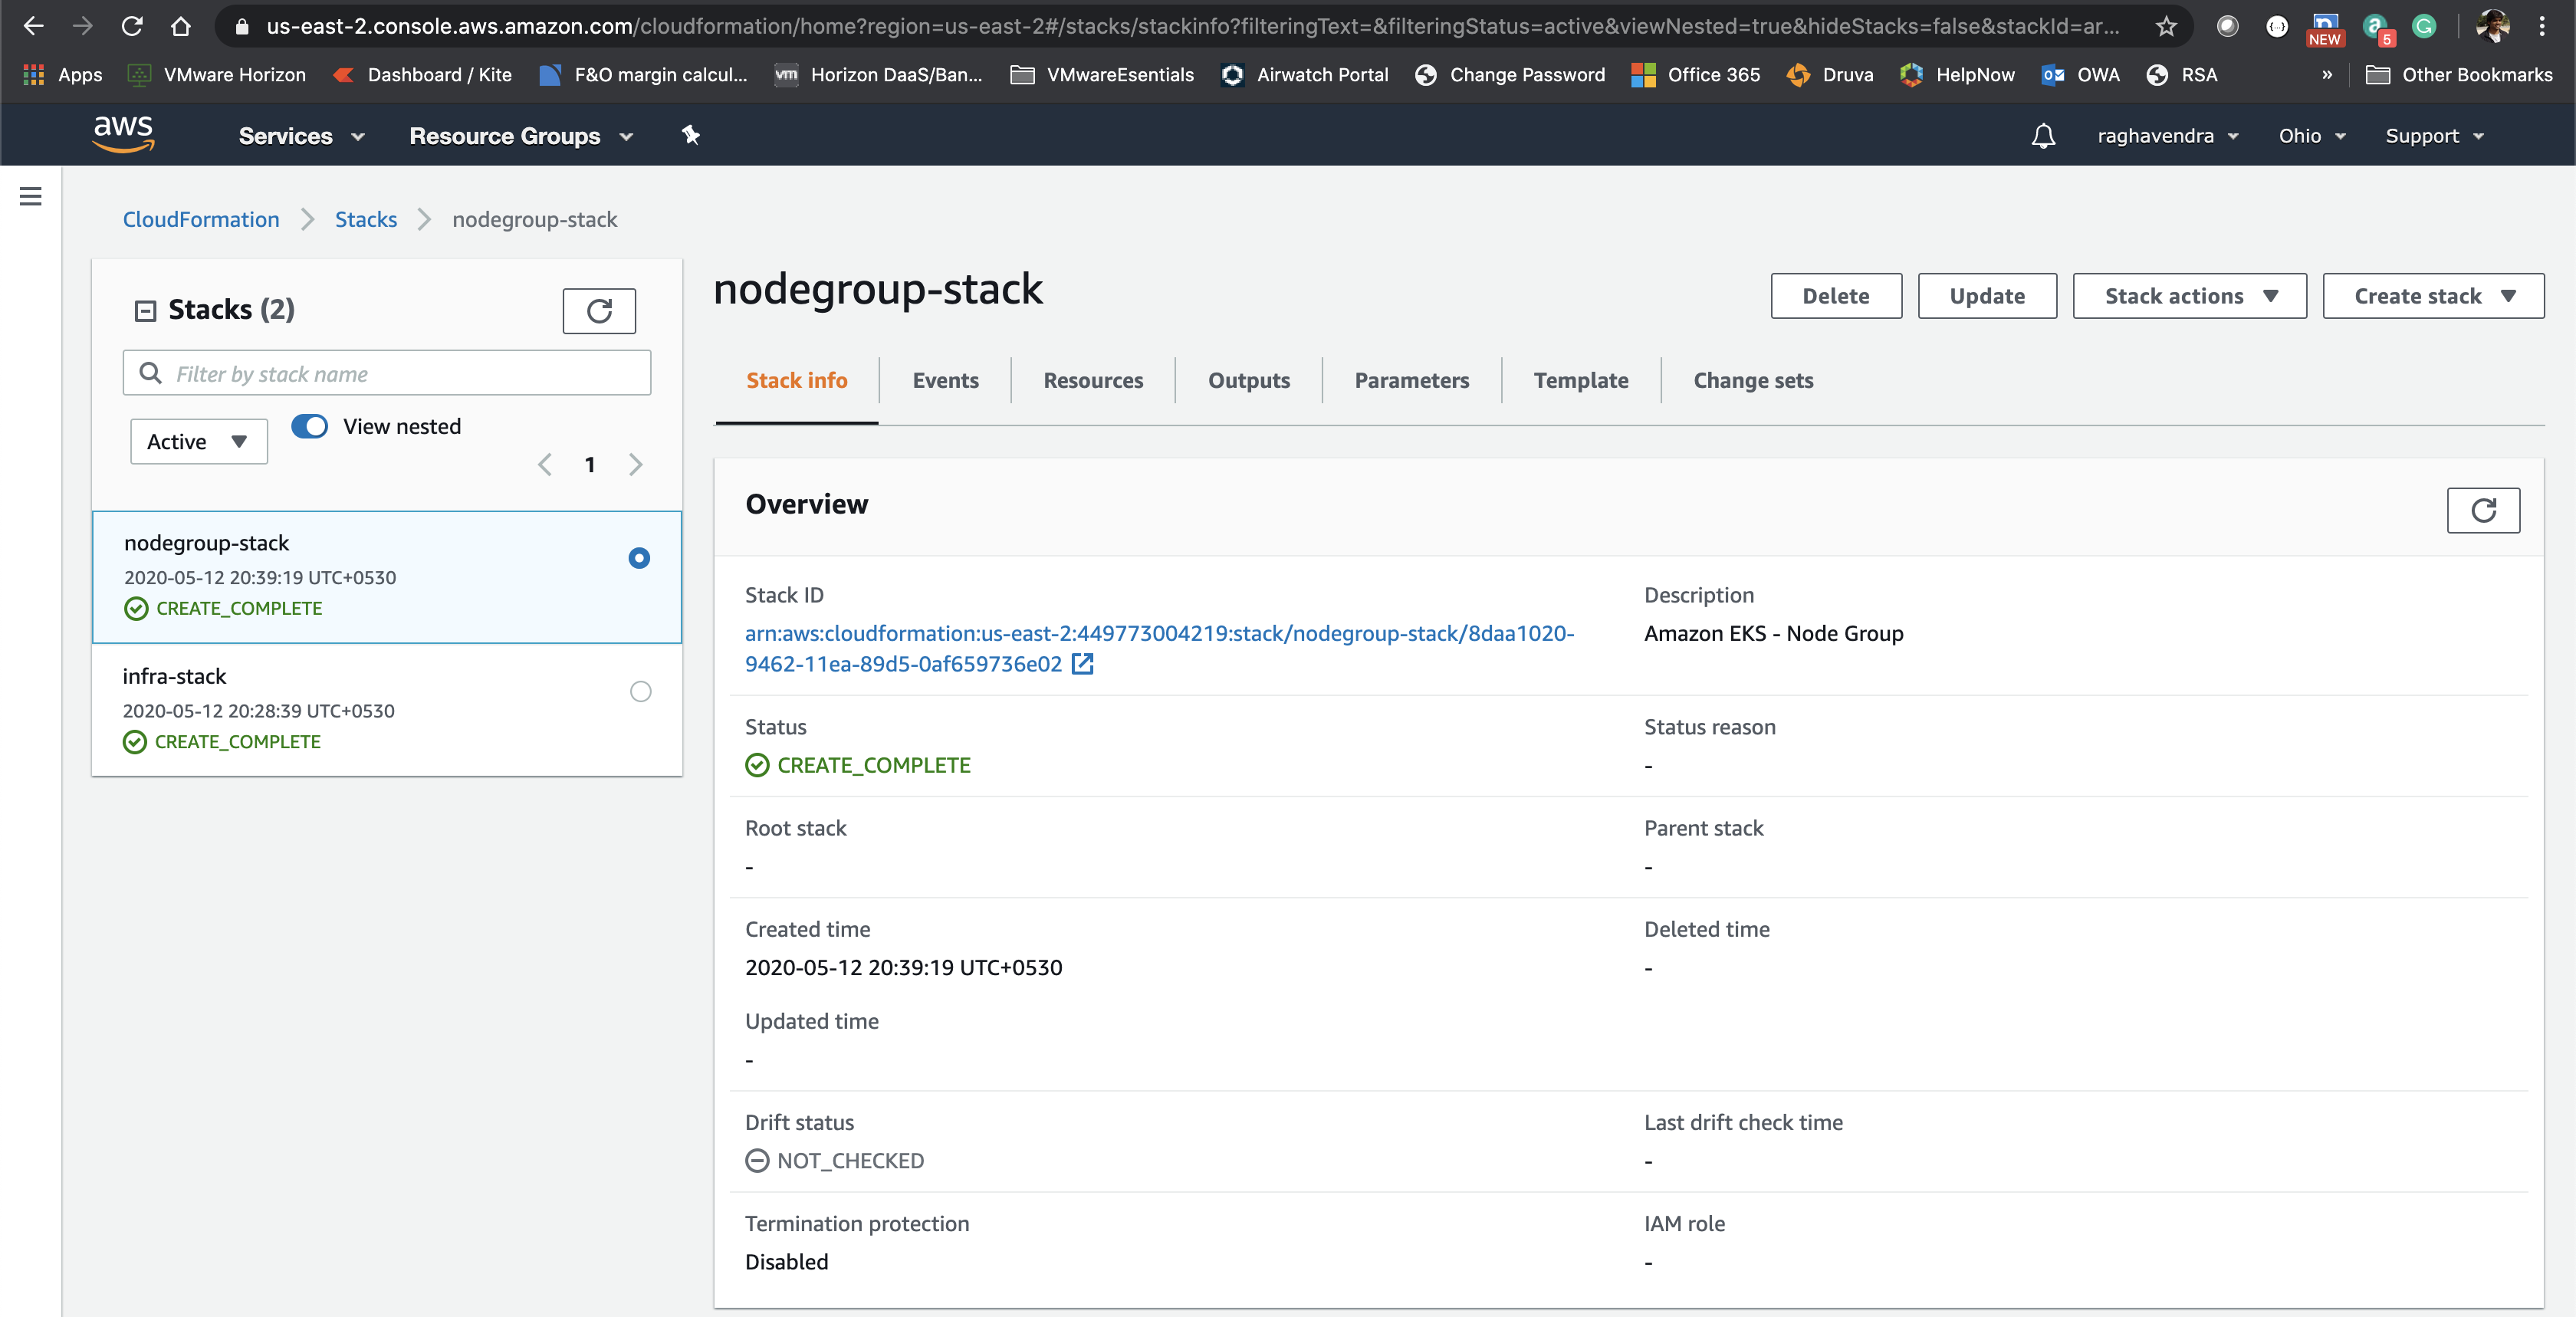 us-east-2.console.aws.amazon.com/cloudformation/home?region=us-east-2#/stacks/stackinfo?filteringText=&filteringStatus=active&viewNested=true&hideStacks=false&stackId=ar...
NEW
5
Apps VMware Horizon Dashboard / Kite F&O margin calcul... vm Horizon DaaS/Ban... VMwareEsentials Airwatch Portal Change Password Office 365 Druva HelpNow OWA RSA » Other Bookmarks
aws Services Resource Groups raghavendra Ohio Support
CloudFormation Stacks nodegroup-stack
Stacks (2)
Filter by stack name
Active View nested
1
nodegroup-stack
2020-05-12 20:39:19 UTC+0530
CREATE_COMPLETE
infra-stack
2020-05-12 20:28:39 UTC+0530
CREATE_COMPLETE
nodegroup-stack
Delete Update Stack actions Create stack
Stack info Events Resources Outputs Parameters Template Change sets
Overview
Stack ID
arn:aws:cloudformation:us-east-2:449773004219:stack/nodegroup-stack/8daa1020-
9462-11ea-89d5-0af659736e02
Description
Amazon EKS - Node Group
Status
CREATE_COMPLETE
Status reason
-
Root stack
-
Parent stack
-
Created time
2020-05-12 20:39:19 UTC+0530
Deleted time
-
Updated time
-
Drift status
NOT_CHECKED
Last drift check time
-
Termination protection
Disabled
IAM role
-